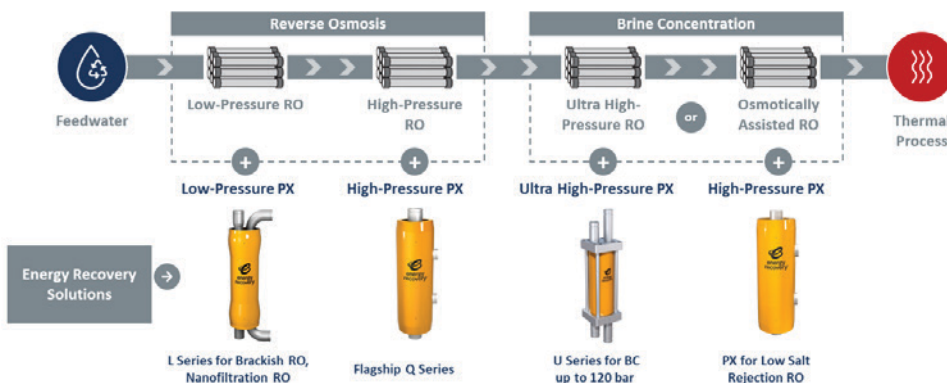 Reverse Osmosis
Brine Concentration
Feedwater
Low-Pressure RO
High-Pressure
RO
Ultra High-
Pressure RO
or
Osmotically
Assisted RO
Thermal
Process
+
+
+
+
Low-Pressure PX
High-Pressure PX
Ultra High-Pressure PX
High-Pressure PX
Energy Recovery
Solutions
energy
recovery
energy
recovery
energy
recovery
energy
recovery
L Series for Brackish RO,
Nanofiltration RO
Flagship Q Series
U Series for BC
up to 120 bar
PX for Low Salt
Rejection RO